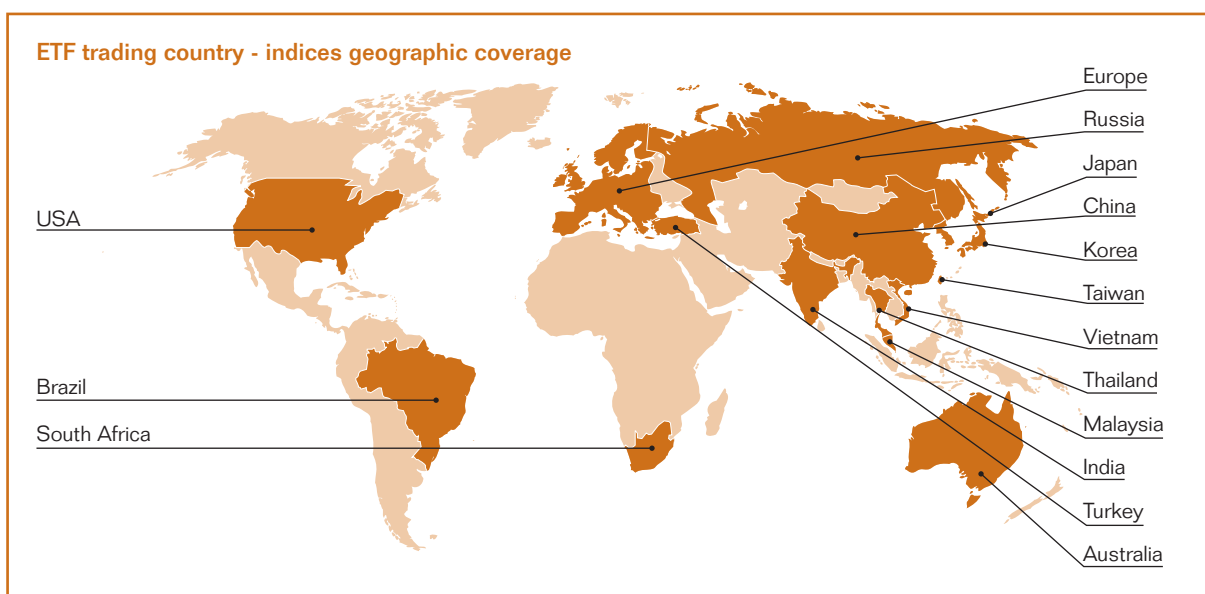 ETF trading country - indices geographic coverage
USA
Brazil
South Africa
Europe
Russia
Japan
China
Korea
Taiwan
Vietnam
Thailand
Malaysia
India
Turkey
Australia